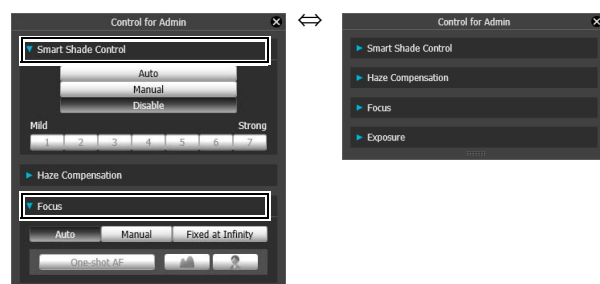 Control for Admin
Smart Shade Control
Auto
Manual
Disable
Mild Strong
1 2 3 4 5 6 7
Haze Compensation
Focus
Auto Manual Fixed at Infinity
One-shot AF
Control for Admin
Smart Shade Control
Haze Compensation
Focus
Exposure